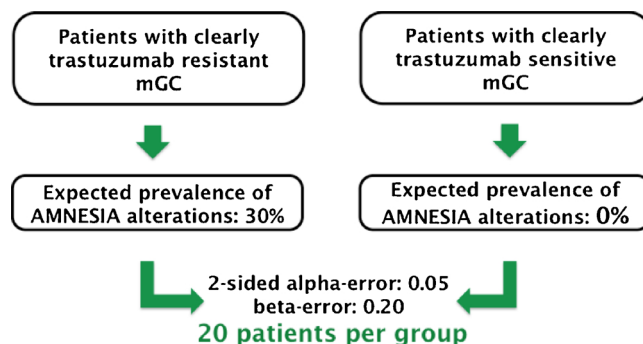 Patients with clearly
trastuzumab resistant
mGC
Patients with clearly
trastuzumab sensitive
mGC
Expected prevalence of
AMNESIA alterations: 30%
Expected prevalence of
AMNESIA alterations: 0%
2-sided alpha-error: 0.05
beta-error: 0.20
20 patients per group